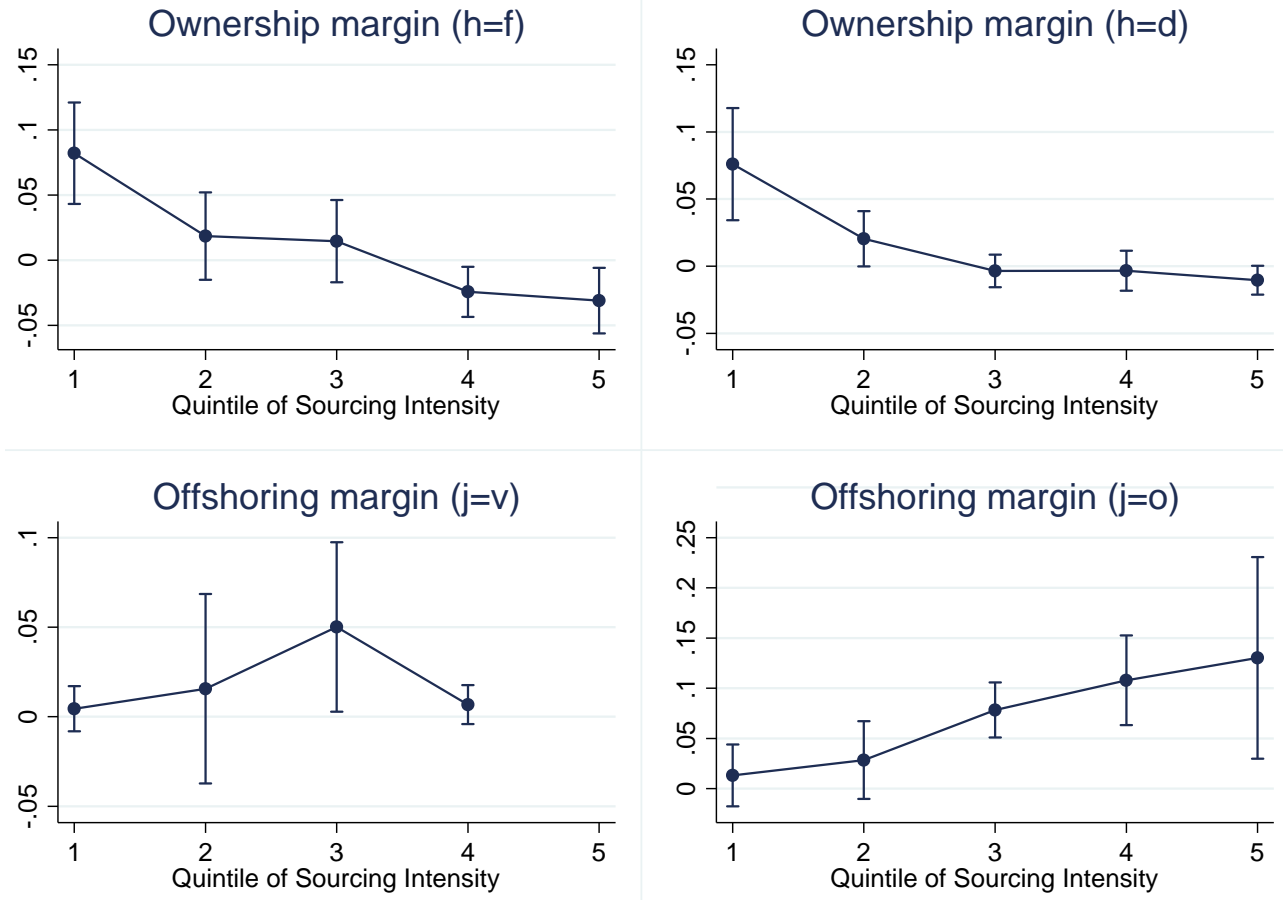 Ownership margin (h=f)
.15
.1
.05
0
-.05
1 2 3 4 5
Quintile of Sourcing Intensity
Ownership margin (h=d)
.15
.1
.05
0
-.05
1 2 3 4 5
Quintile of Sourcing Intensity
Offshoring margin (j=v)
.1
.05
0
-.05
1 2 3 4 5
Quintile of Sourcing Intensity
Offshoring margin (j=o)
.25
.2
.15
.1
.05
0
1 2 3 4 5
Quintile of Sourcing Intensity